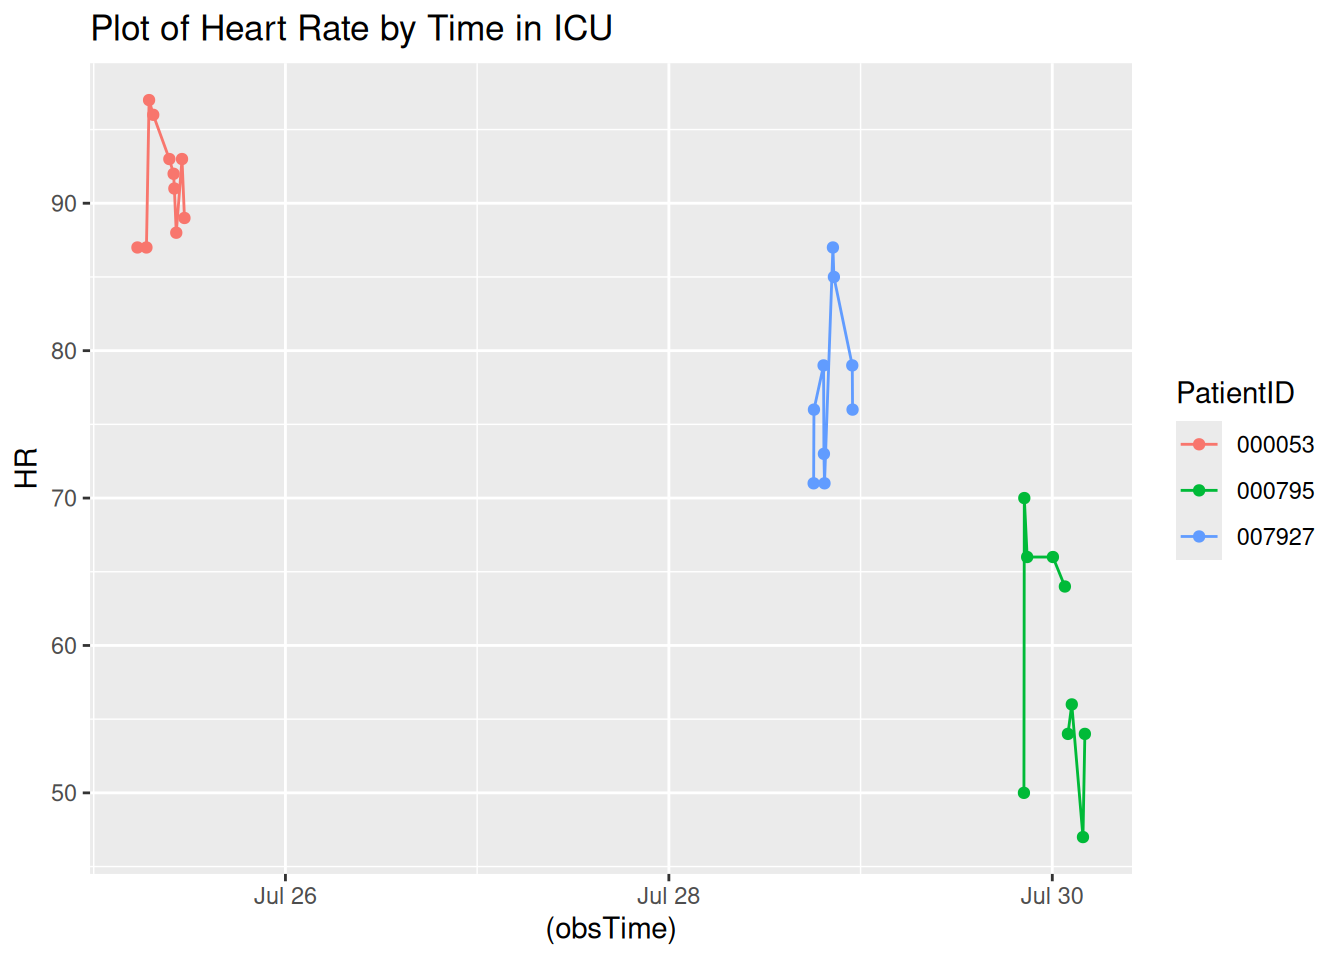 Plot of Heart Rate by Time in ICU
90
80
70
60
50
HR
Jul 26
Jul 28
Jul 30
(obsTime)
PatientID
000053
000795
007927